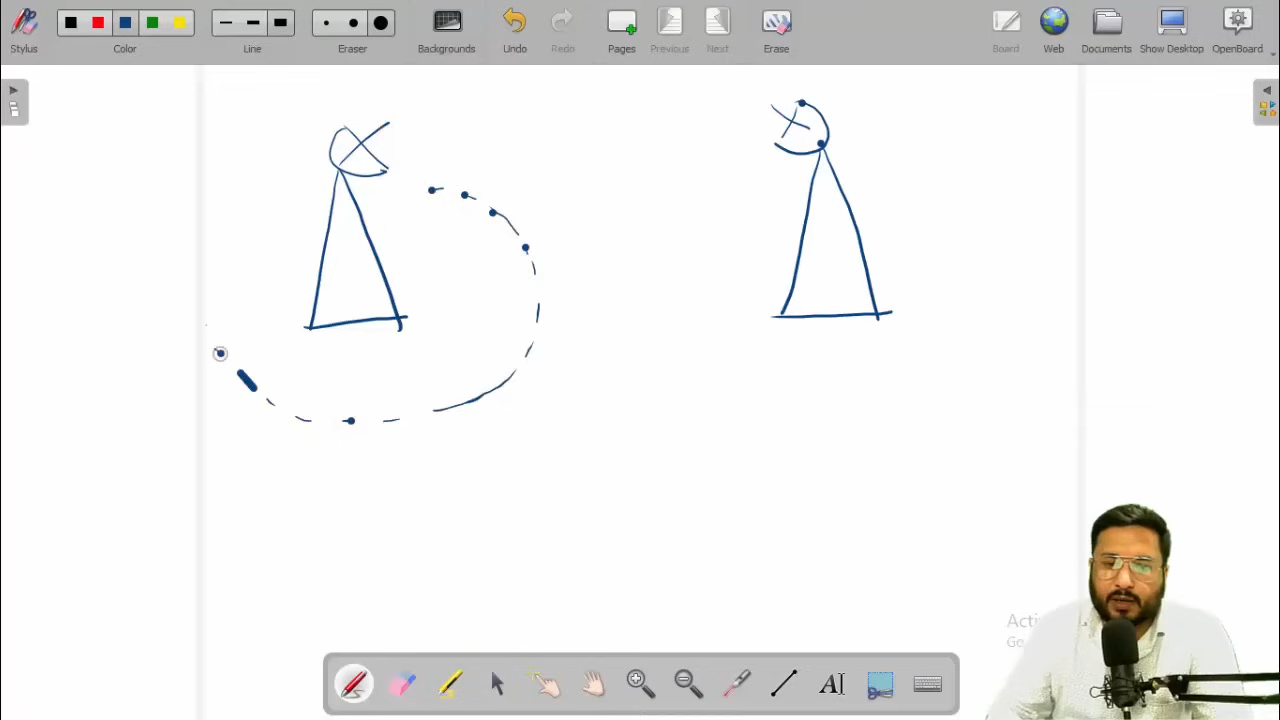 Stylus
Color
Line
Eraser
Backgrounds
Undo
Redo
Pages
Previous
Next
Erase
Board
Web
Documents
Show Desktop
OpenBoard